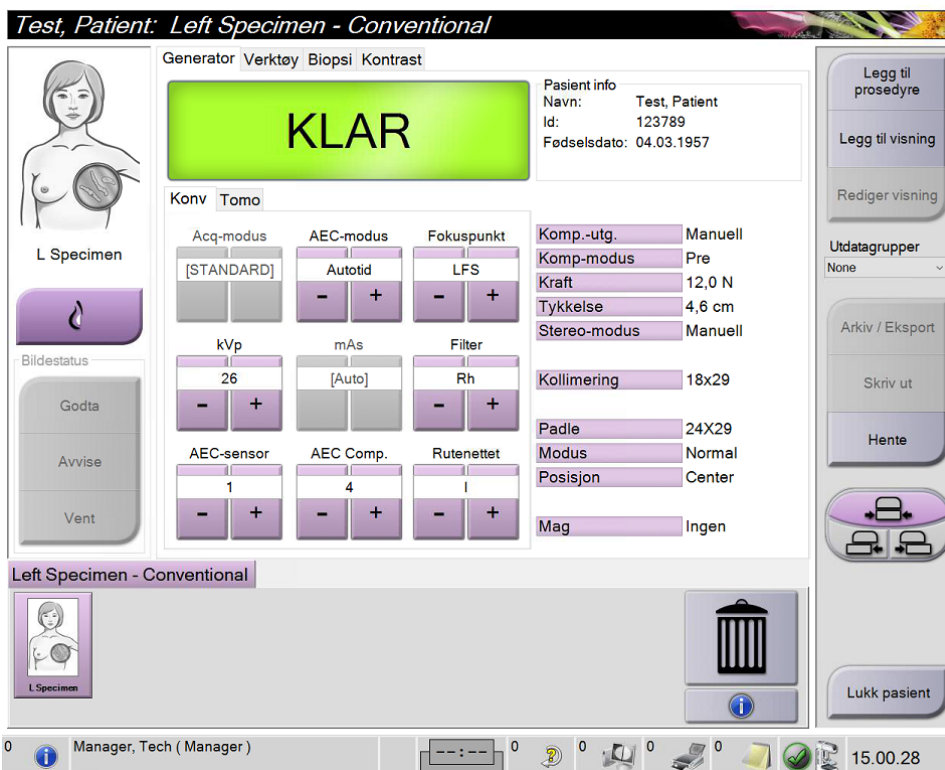 Test, Patient: Left Specimen - Conventional
Generator Verktøy Biopsi Kontrast
KLAR
Pasient info
Navn: Test, Patient
Id: 123789
Fødselsdato: 04.03.1957
L Specimen
Bildestatus
Godta
Avvise
Vent
Konv Tomo
Acq-modus AEC-modus Fokuspunkt
[STANDARD] Autotid LFS
- + - +
kVp mAs Filter
26 [Auto] Rh
- + - +
AEC-sensor AEC Comp. Rutenettet
1 4 I
- + - + - +
Komp.-utg. Manuell
Komp-modus Pre
Kraft 12,0 N
Tykkelse 4,6 cm
Stereo-modus Manuell
Kollimering 18x29
Padle 24X29
Modus Normal
Posisjon Center
Mag Ingen
Legg til
prosedyre
Legg til visning
Rediger visning
Utdatagrupper
None
Arkiv / Eksport
Skriv ut
Hente
Left Specimen - Conventional
L Specimen
Lukk pasient
0 Manager, Tech ( Manager ) --:-- 0 0 0 0 15.00.28